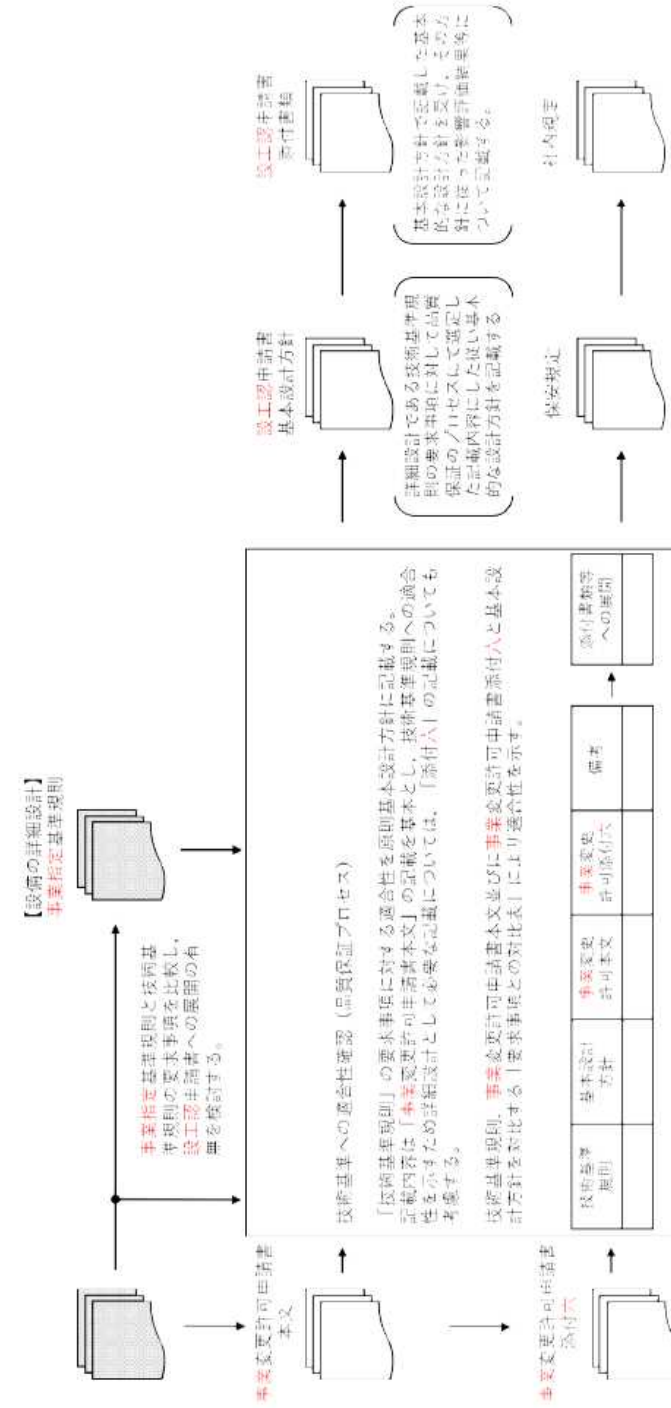 【設備の詳細設計】
事業指定基準規則
事業指定基準規則と技術基
準規則の要求事項を比較し、
設工認申請書への展開の有
無を検討する。
事業変更許可申請書
本文
事業変更許可申請書
添付六
技術基準への適合性確認（品質保証プロセス）
「技術基準規則」の要求事項に対する適合性を原則基本設計方針に記載する。
記載内容は「事業変更許可申請書本文」の記載を基本とし、技術基準規則への適合
性を示すため詳細設計として必要な記載については、「添付六」の記載についても
考慮する。
技術基準規則、事業変更許可申請書本文並びに事業変更許可申請書添付六と基本設
計方針を対比する「要求事項との対比表」により適合性を示す。
技術基準
規則
基本設計
方針
事業変更
許可本文
事業変更
許可添付六
備考
添付書類等
への展開
設工認申請書
基本設計方針
詳細設計である技術基準規
則の要求事項に対して品質
保証のプロセスにて選定し
た記載内容にした従い基本
的な設計方針を記載する
保安規定
設工認申請書
添付書類
基本設計方針で記載した基本
的な設計方針を受け、その方
針に従った影響評価結果等に
ついて記載する。
社内規定